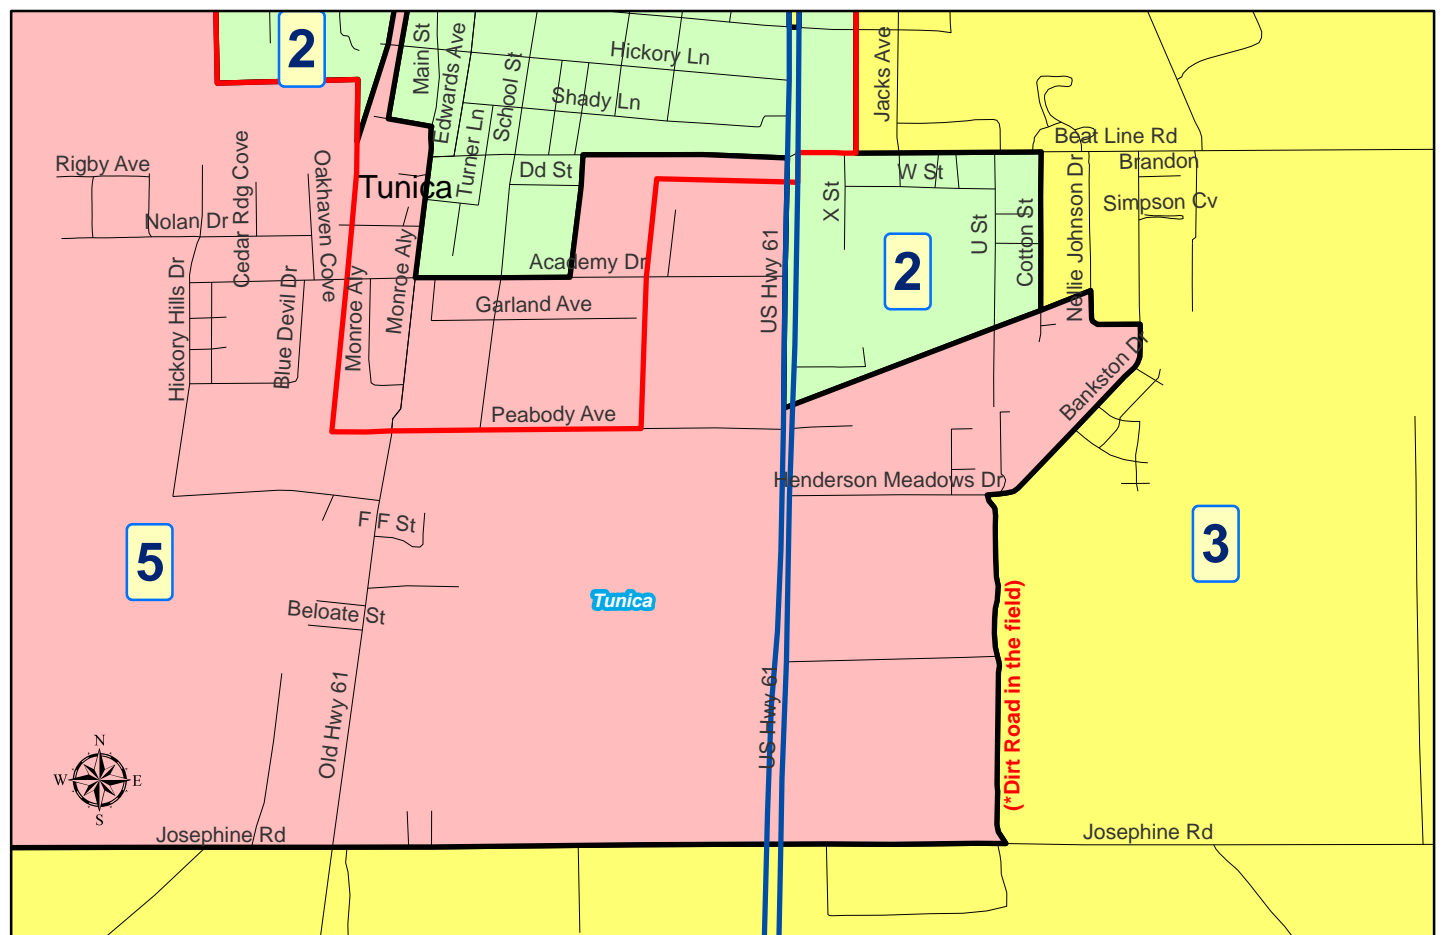 2
Main St
Edwards Ave
School St
Hickory Ln
Jacks Ave
Shady Ln
Turner Ln
Beat Line Rd
Brandon
Rigby Ave
Cedar Rdg Cove
Oakhaven Cove
Tunica
Dd St
W St
Nolan Dr
X St
U St
Cotton St
Nellie Johnson Dr
Simpson Cv
Monroe Aly
Academy Dr
US Hwy 61
2
Hickory Hills Dr
Blue Devil Dr
Monroe Aly
Garland Ave
Bankston Dr
Peabody Ave
Henderson Meadows Dr
F F St
5
3
Tunica
Beloate St
(*Dirt Road in the field)
Old Hwy 61
US Hwy 61
N
W
E
S
Josephine Rd
Josephine Rd